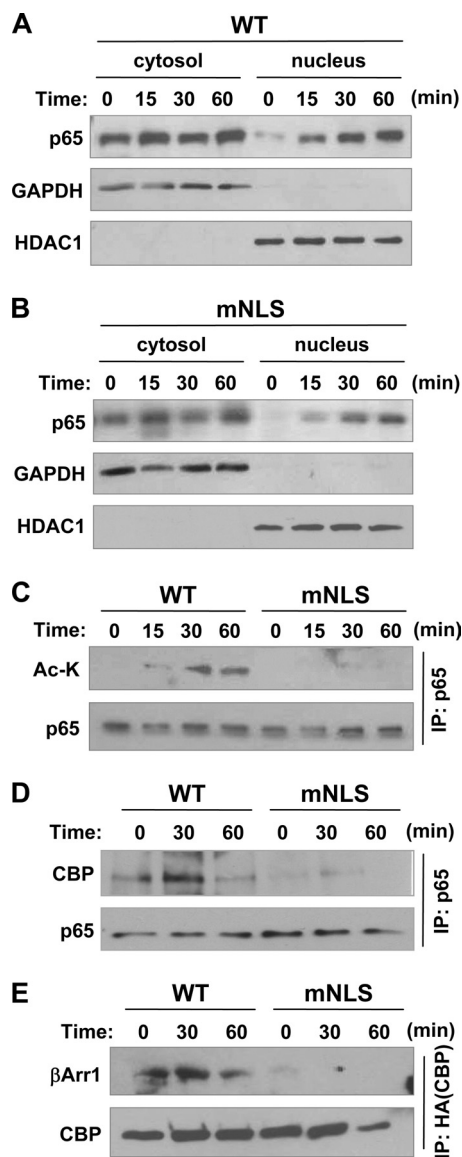 A
WT
cytosol nucleus
Time: 0 15 30 60 0 15 30 60 (min)
p65
GAPDH
HDAC1
B
mNLS
cytosol nucleus
Time: 0 15 30 60 0 15 30 60 (min)
p65
GAPDH
HDAC1
C
WT mNLS
Time: 0 15 30 60 0 15 30 60 (min)
Ac-K
p65
IP: p65
D
WT mNLS
Time: 0 30 60 0 30 60 (min)
CBP
p65
IP: p65
E
WT mNLS
Time: 0 30 60 0 30 60 (min)
βArr1
CBP
IP: HA(CBP)